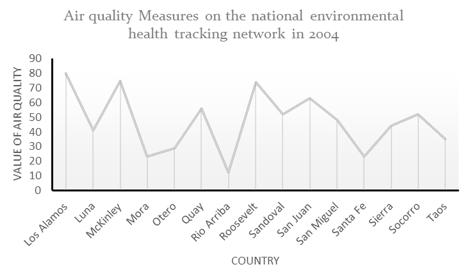 Air quality Measures on the national environmental
health tracking network in 2004
VALUE OF AIR QUALITY
90
80
70
60
50
40
30
20
10
0
Los Alamos
Luna
McKinley
Mora
Otero
Quay
Rio Arriba
Roosevelt
Sandoval
San Juan
San Miguel
Santa Fe
Sierra
Socorro
Taos
COUNTRY